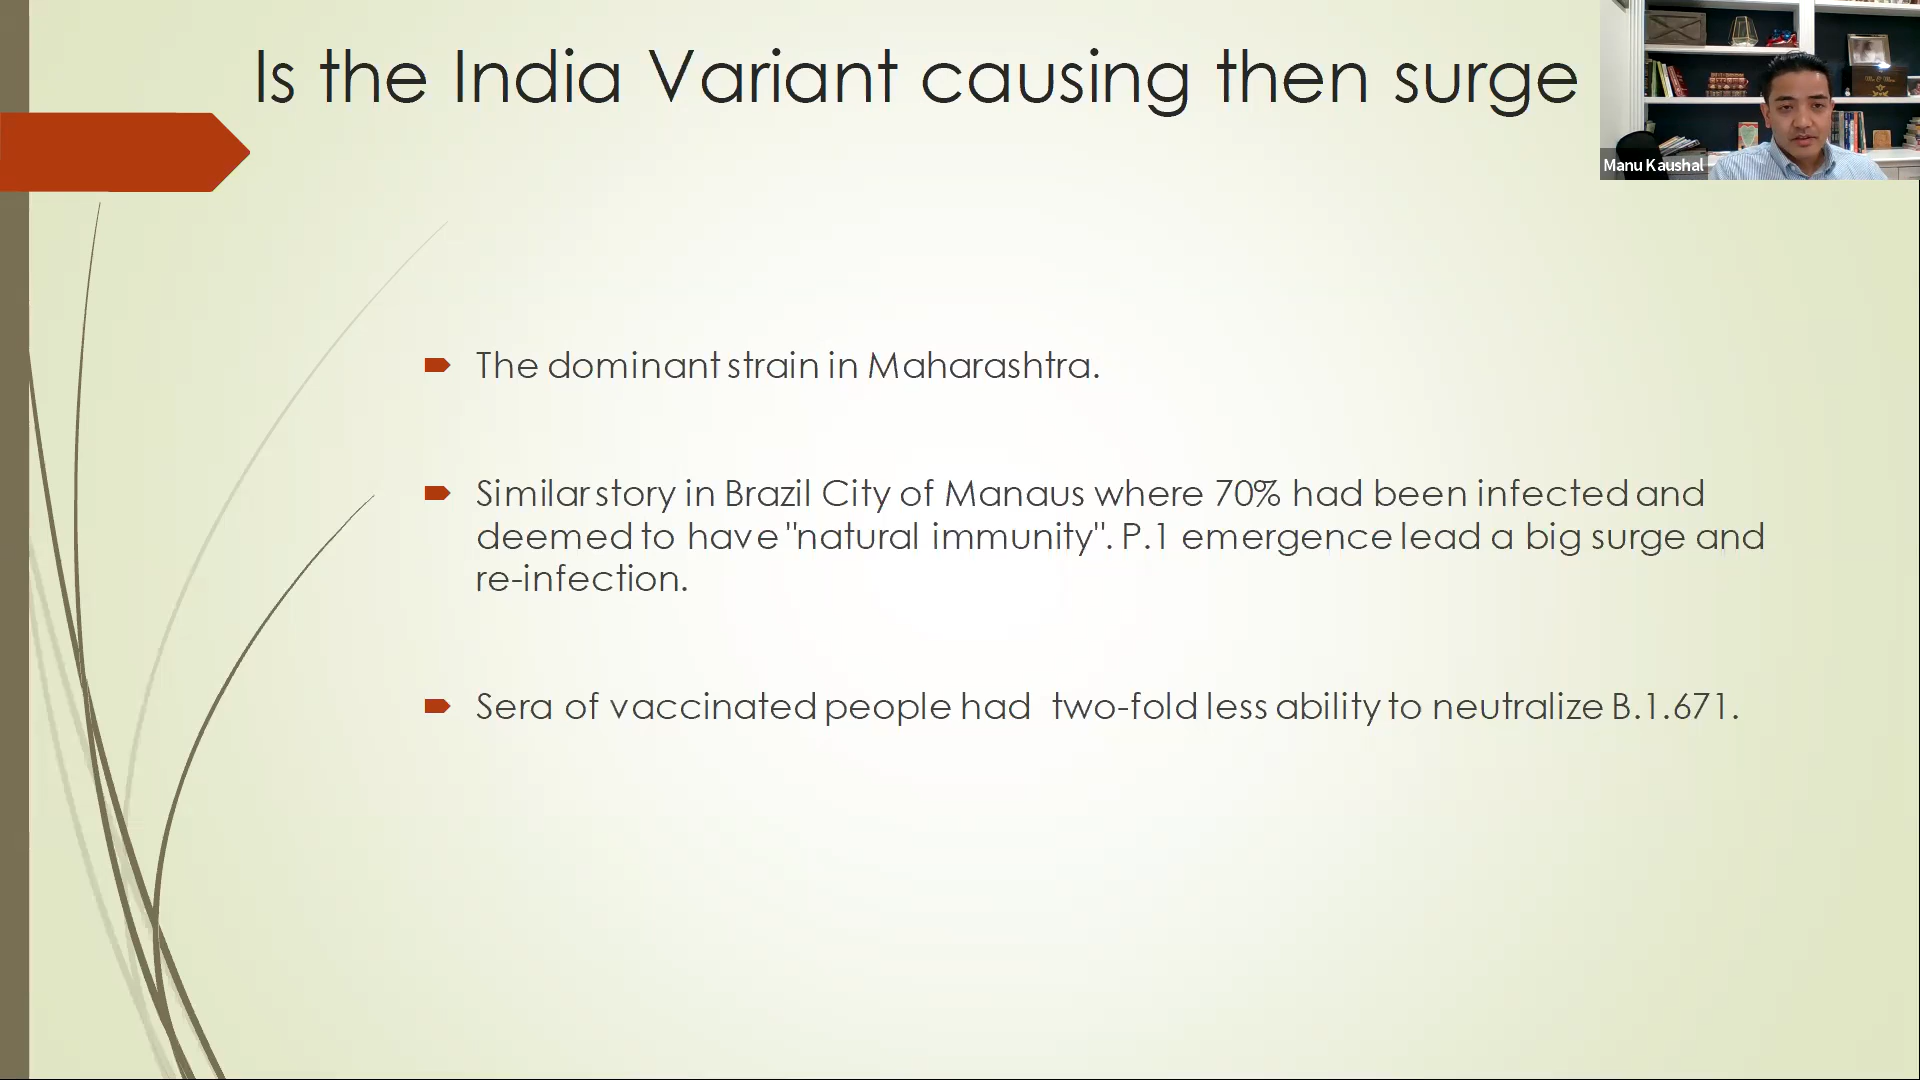 Is the India Variant causing then surge
Manu Kaushal
The dominant strain in Maharashtra.
Similar story in Brazil City of Manaus where 70% had been infected and
deemed to have "natural immunity". P.1 emergence lead a big surge and
re-infection.
Sera of vaccinated people had two-fold less ability to neutralize B.1.671.